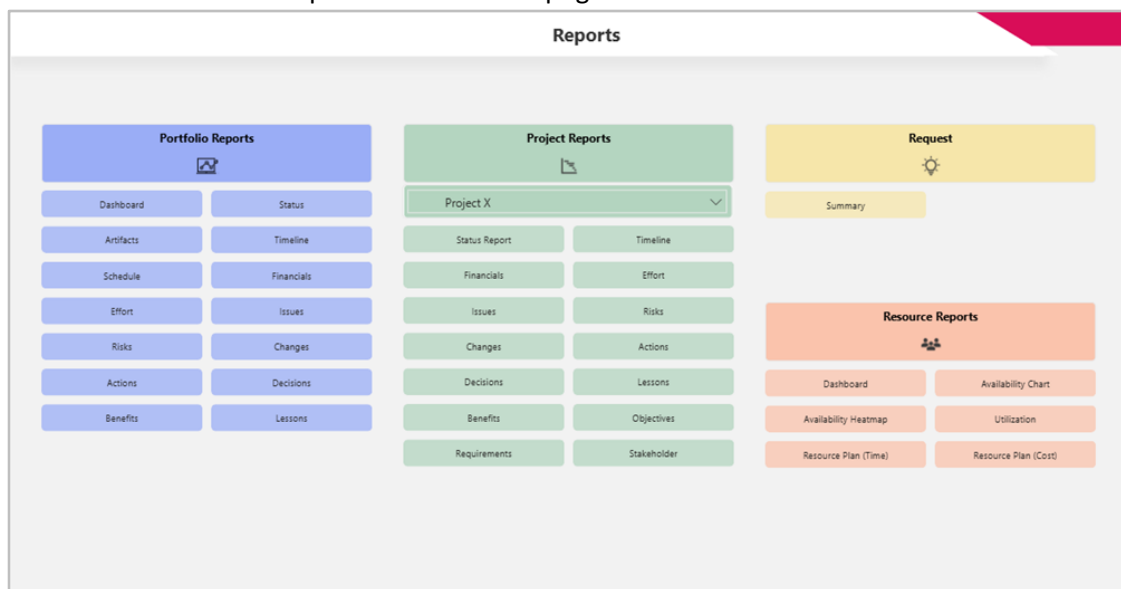 Reports
Portfolio Reports
Dashboard
Status
Artifacts
Timeline
Schedule
Financials
Effort
Issues
Risks
Changes
Actions
Decisions
Benefits
Lessons
Project Reports
Project X
Status Report
Timeline
Financials
Effort
Issues
Risks
Changes
Actions
Decisions
Lessons
Benefits
Objectives
Requirements
Stakeholder
Request
Summary
Resource Reports
Dashboard
Availability Chart
Availability Heatmap
Utilization
Resource Plan (Time)
Resource Plan (Cost)